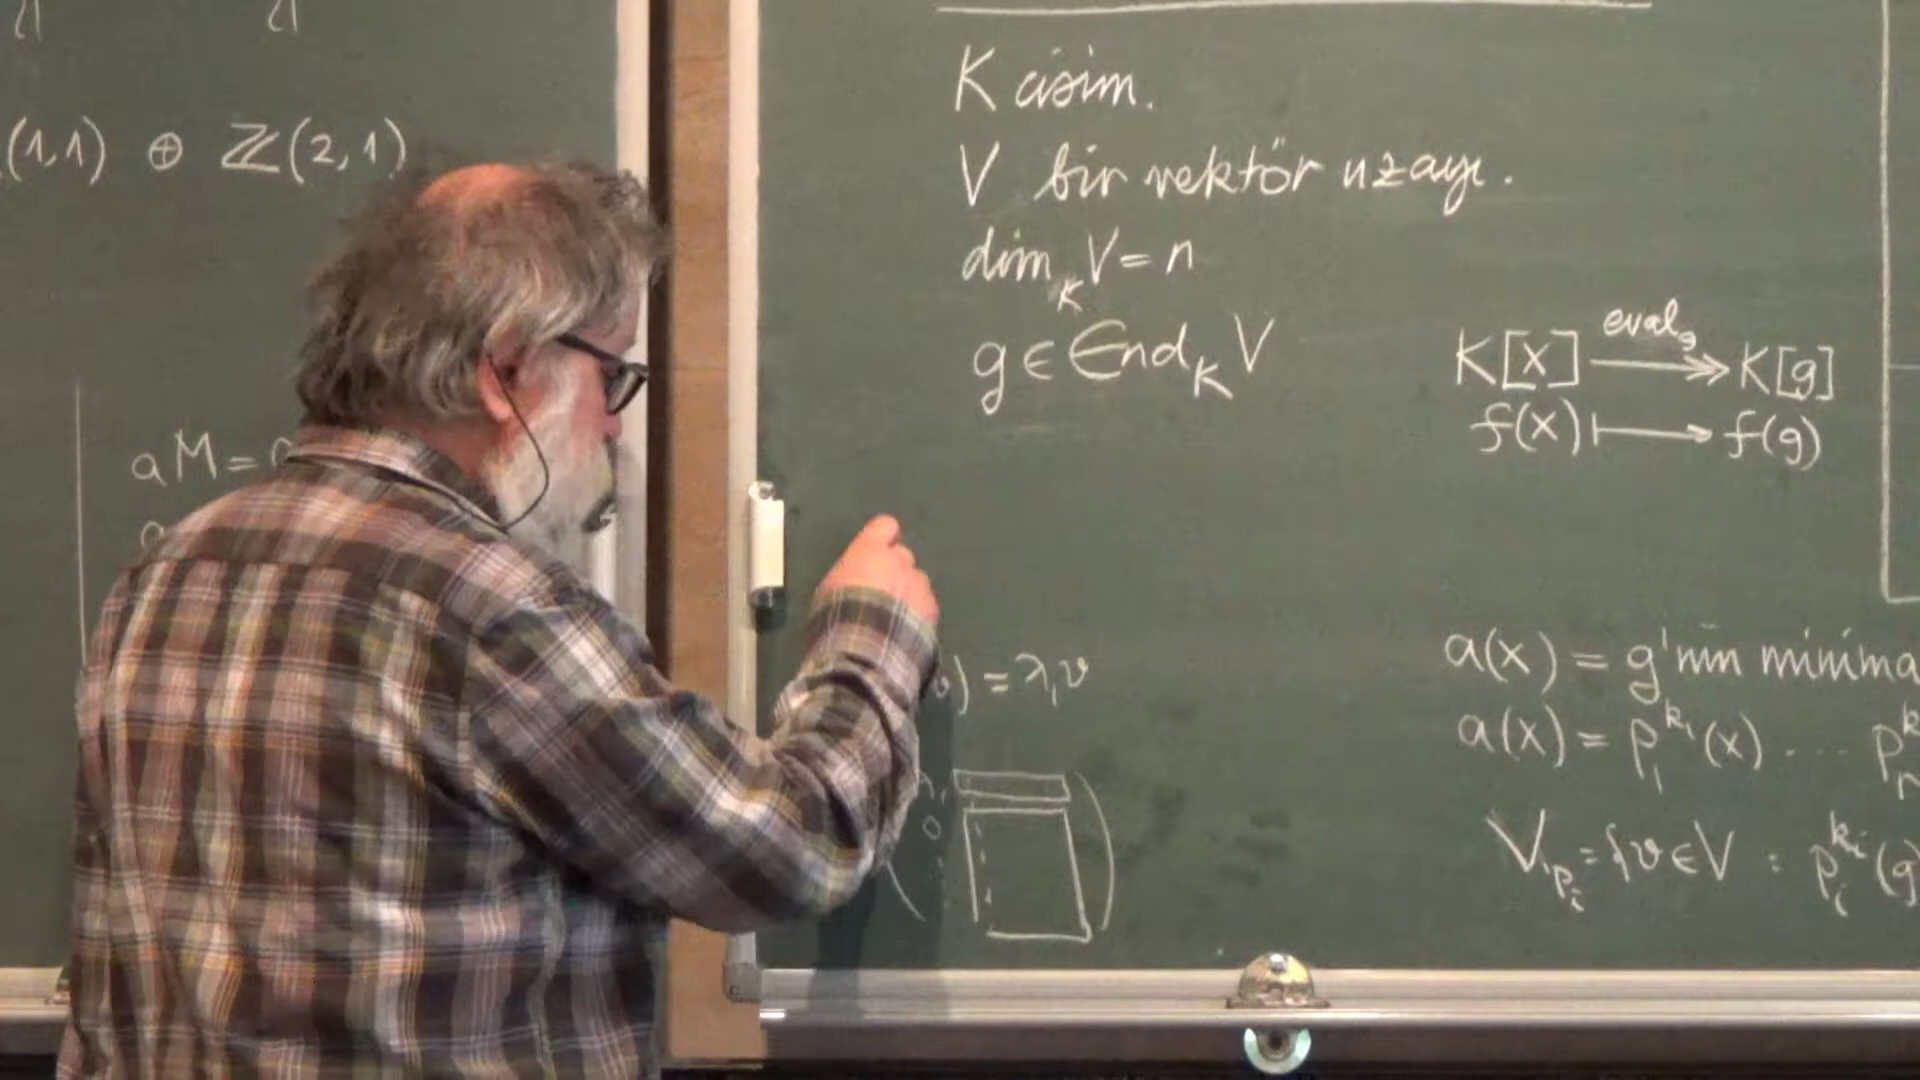 (1,1) ⊕ ℤ(2,1)
aM =
K cisim.
V bir vektör uzayı.
dim_K V = n
g ∈ End_K V
eval_g
K[x] ↠ K[g]
f(x) ↦ f(g)
) = λ₁v
0
a(x) = g'nin minima
a(x) = p₁^{k₁}(x) . . . .
V_{p_i} = {v ∈ V : p_i^{k_i}(g)